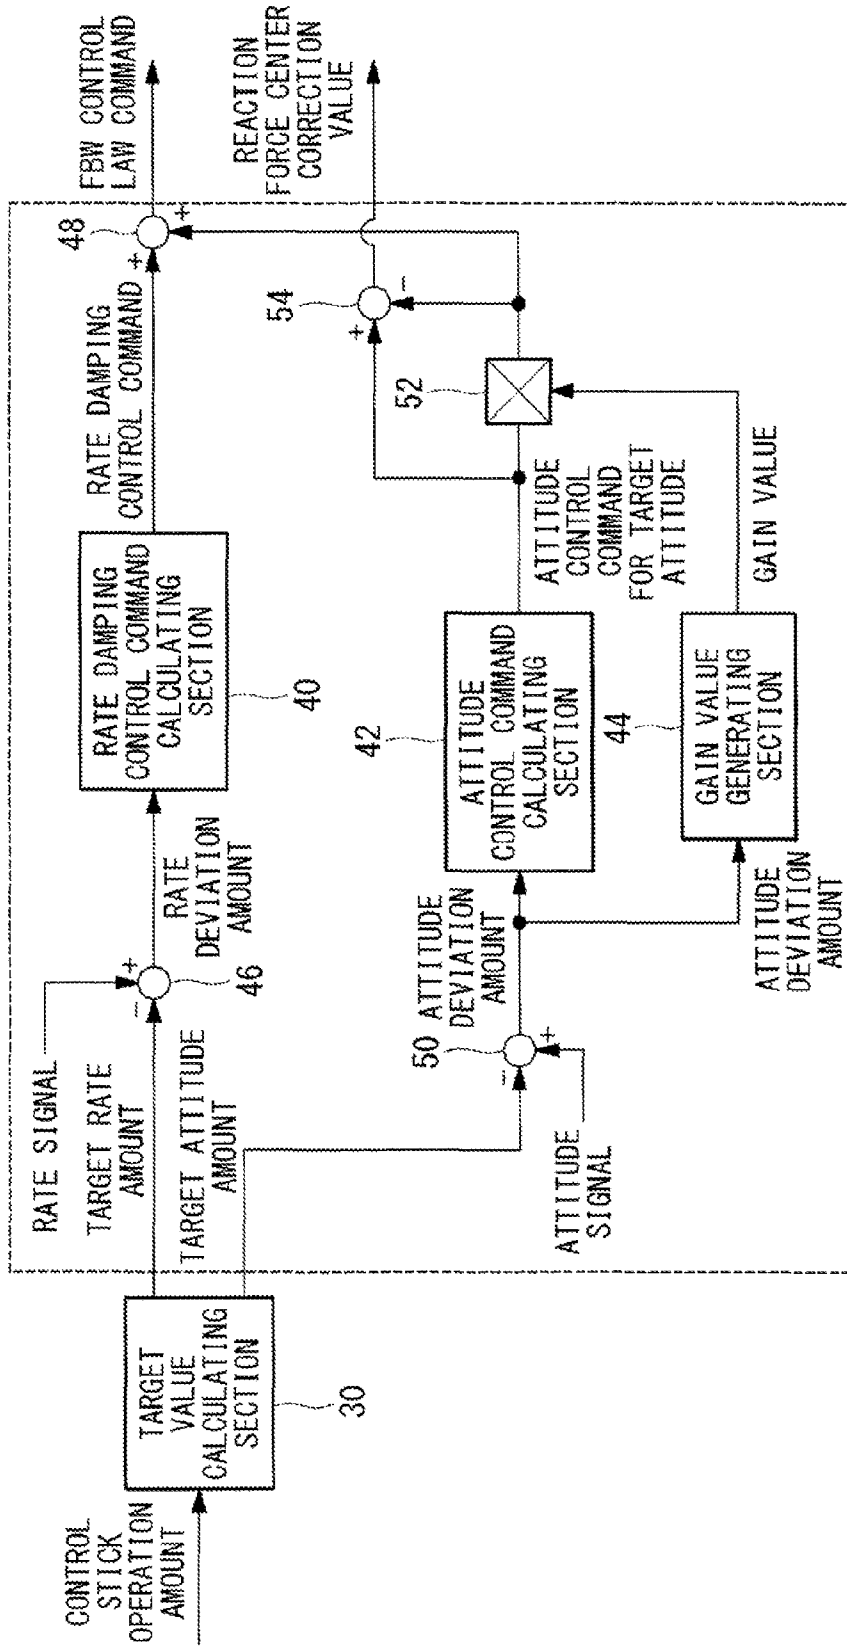 CONTROL
STICK
OPERATION
AMOUNT
TARGET
VALUE
CALCULATING
SECTION
30
RATE SIGNAL
TARGET RATE
AMOUNT
TARGET ATTITUDE
AMOUNT
-
+
46
RATE
DEVIATION
AMOUNT
RATE DAMPING
CONTROL COMMAND
CALCULATING
SECTION
40
RATE DAMPING
CONTROL COMMAND
+
+
48
FBW CONTROL
LAW COMMAND
ATTITUDE
SIGNAL
-
+
50
ATTITUDE
DEVIATION
AMOUNT
42
ATTITUDE
CONTROL COMMAND
CALCULATING
SECTION
ATTITUDE
CONTROL
COMMAND
FOR TARGET
ATTITUDE
52
+
-
54
REACTION
FORCE CENTER
CORRECTION
VALUE
ATTITUDE
DEVIATION
AMOUNT
44
GAIN VALUE
GENERATING
SECTION
GAIN VALUE